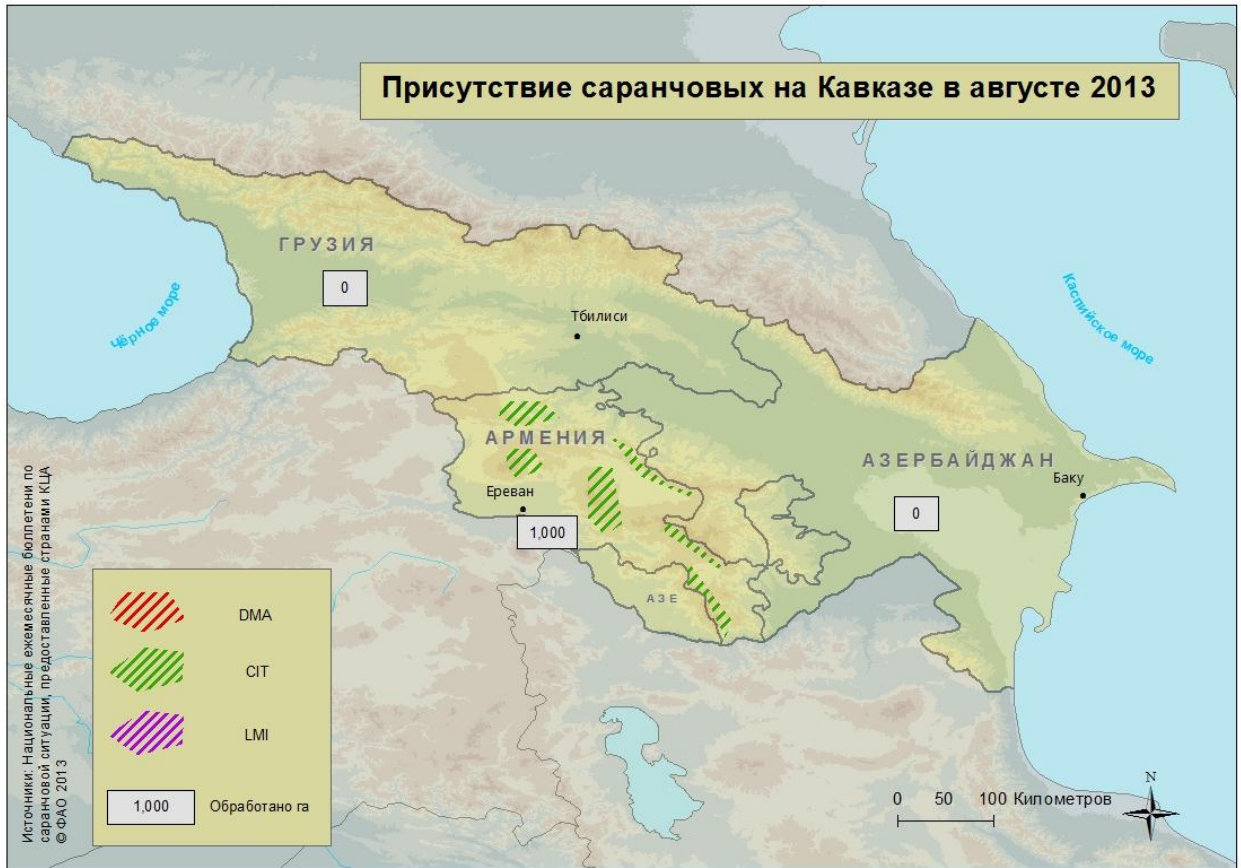 Присутствие саранчовых на Кавказе в августе 2013
ГРУЗИЯ
0
Тбилиси
Чёрное море
Каспийское море
АРМЕНИЯ
АЗЕРБАЙДЖАН
Баку
Ереван
0
1,000
АЗЕ
DMA
CIT
LMI
1,000 Обработано га
0 50 100 Километров
N
Источники: Национальные ежемесячные бюллетени по
саранчовой ситуации, предоставленные странами КЦА
© ФАО 2013